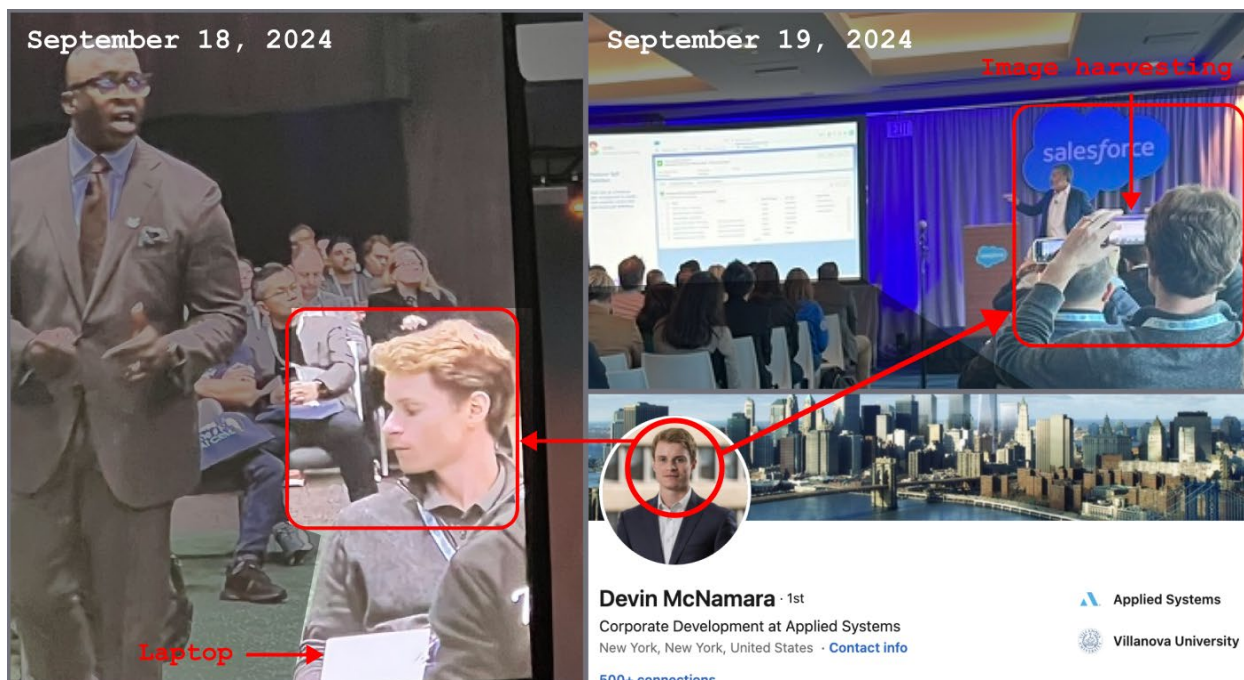 September 18, 2024
September 19, 2024
Image harvesting
salesforce
Laptop
Devin McNamara · 1st
Corporate Development at Applied Systems
New York, New York, United States · Contact info
500+ connections
Applied Systems
Villanova University